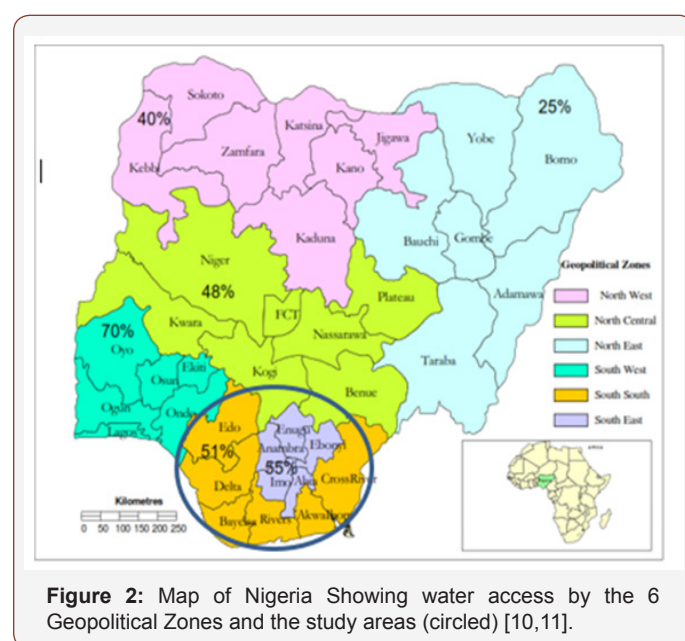 Sokoto
40%
Katsina
Jigawa
Yobe
25%
Zamfara
Kano
Borno
Kebbi
Kaduna
Bauchi
Gombe
Niger
48%
Geopolitical Zones
North West
North Central
North East
South West
South South
South East
Adamawa
Plateau
FCT
70%
Oyo
Kwara
Nassarawa
Taraba
Osun
Ekiti
Kogi
Benue
Ogun
Ondo
Lagos
Edo
Enugu
51%
Anambra
Ebonyi
55%
Delta
Imo
Abia
CrossRiver
Bayelsa
Rivers
Kilometres
0 50 100 150 200 250
Figure 2: Map of Nigeria Showing water access by the 6
Geopolitical Zones and the study areas (circled) [10,11].